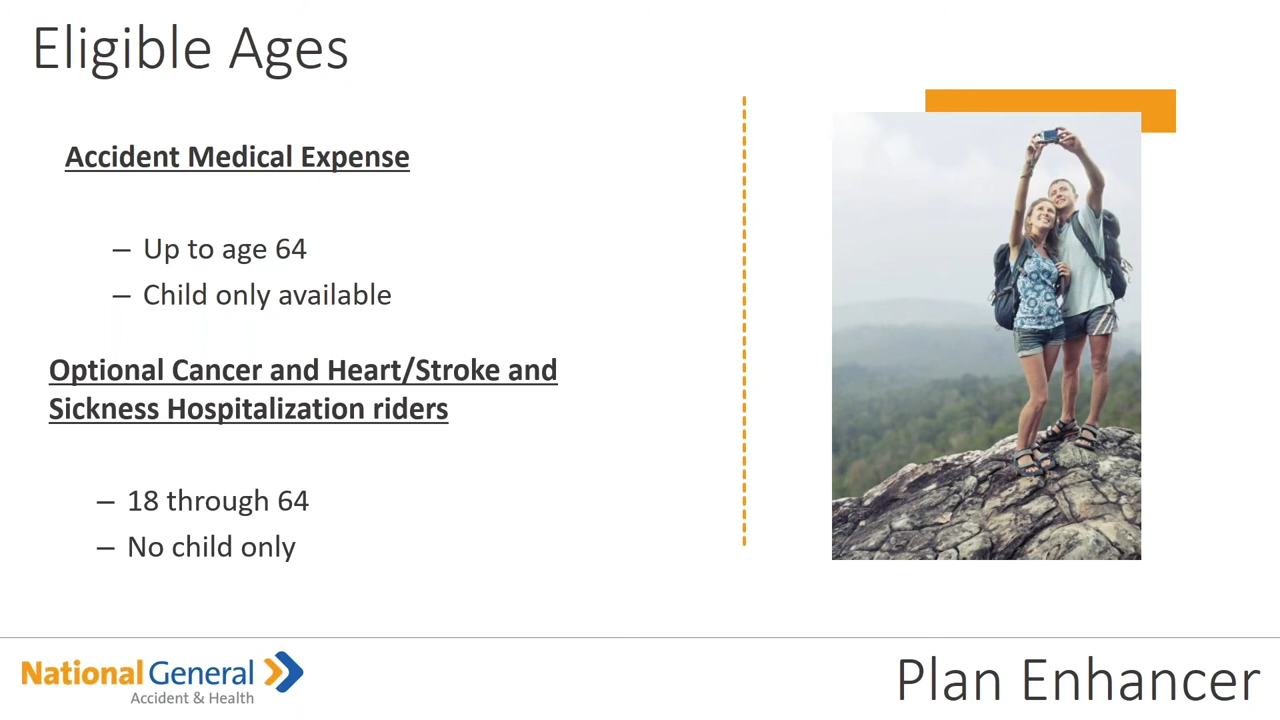 Eligible Ages
Accident Medical Expense
– Up to age 64
– Child only available
Optional Cancer and Heart/Stroke and
Sickness Hospitalization riders
– 18 through 64
– No child only
National General
Accident & Health
Plan Enhancer